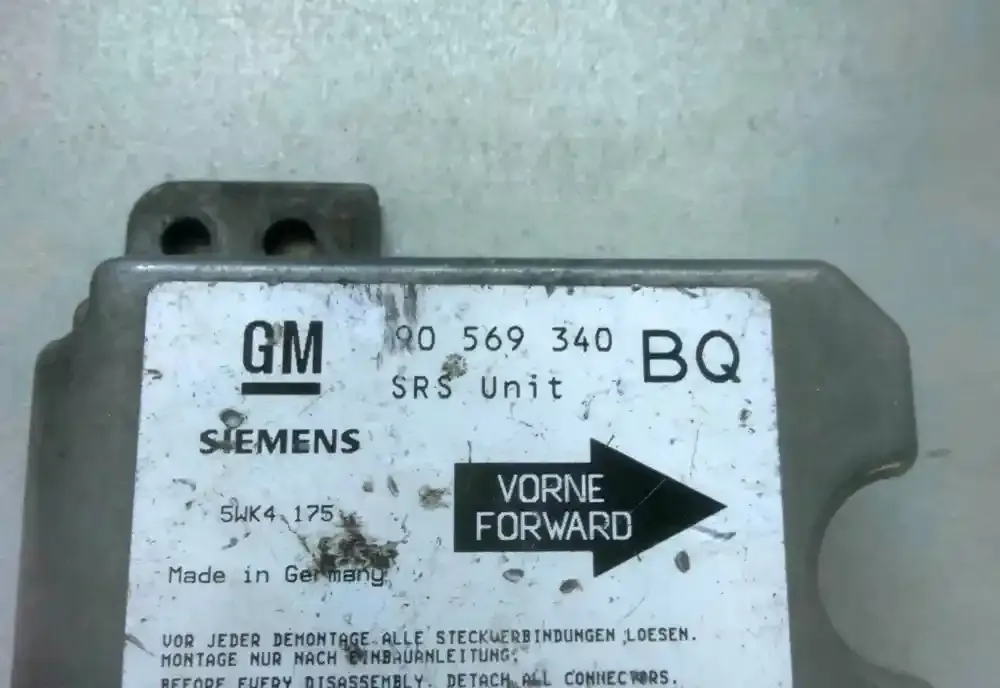 GM 90 569 340 BQ
SRS Unit
SIEMENS
VORNE
FORWARD
5WK4 175
Made in Germany
VOR JEDER DEMONTAGE ALLE STECKVERBINDUNGEN LOESEN.
MONTAGE NUR NACH EINBAUANLEITUNG.
BEFORE EVERY DISASSEMBLY, DETACH ALL CONNECTORS.